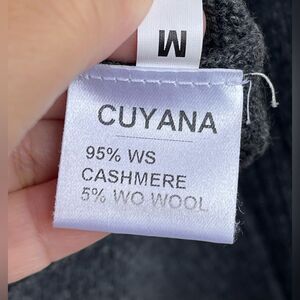 M
CUYANA
95% WS
CASHMERE
5% WO WOOL